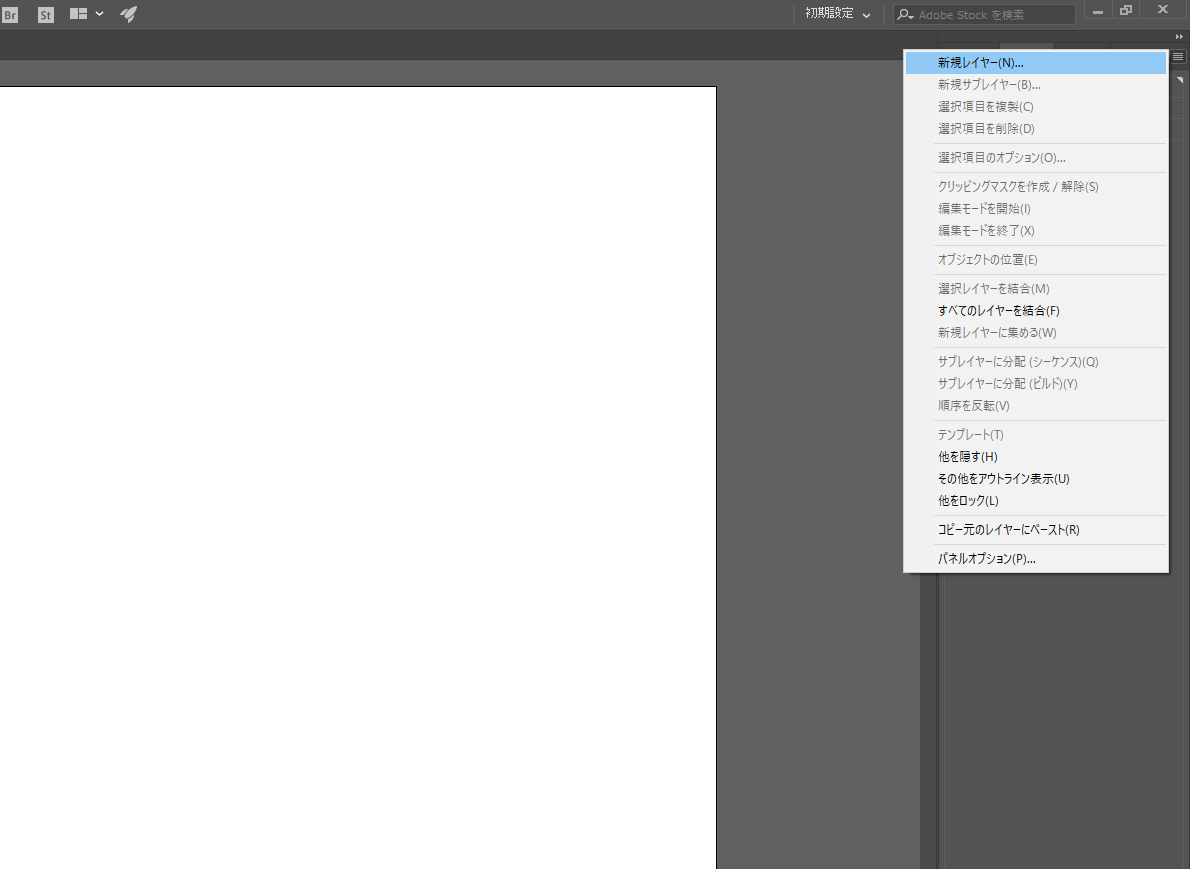 Br
St
初期設定
Adobe Stock を検索
新規レイヤー(N)...
新規サブレイヤー(B)...
選択項目を複製(C)
選択項目を削除(D)
選択項目のオプション(O)...
クリッピングマスクを作成 / 解除(S)
編集モードを開始(I)
編集モードを終了(X)
オブジェクトの位置(E)
選択レイヤーを結合(M)
すべてのレイヤーを結合(F)
新規レイヤーに集める(W)
サブレイヤーに分配 (シーケンス)(Q)
サブレイヤーに分配 (ビルド)(Y)
順序を反転(V)
テンプレート(T)
他を隠す(H)
その他をアウトライン表示(U)
他をロック(L)
コピー元のレイヤーにペースト(R)
パネルオプション(P)...